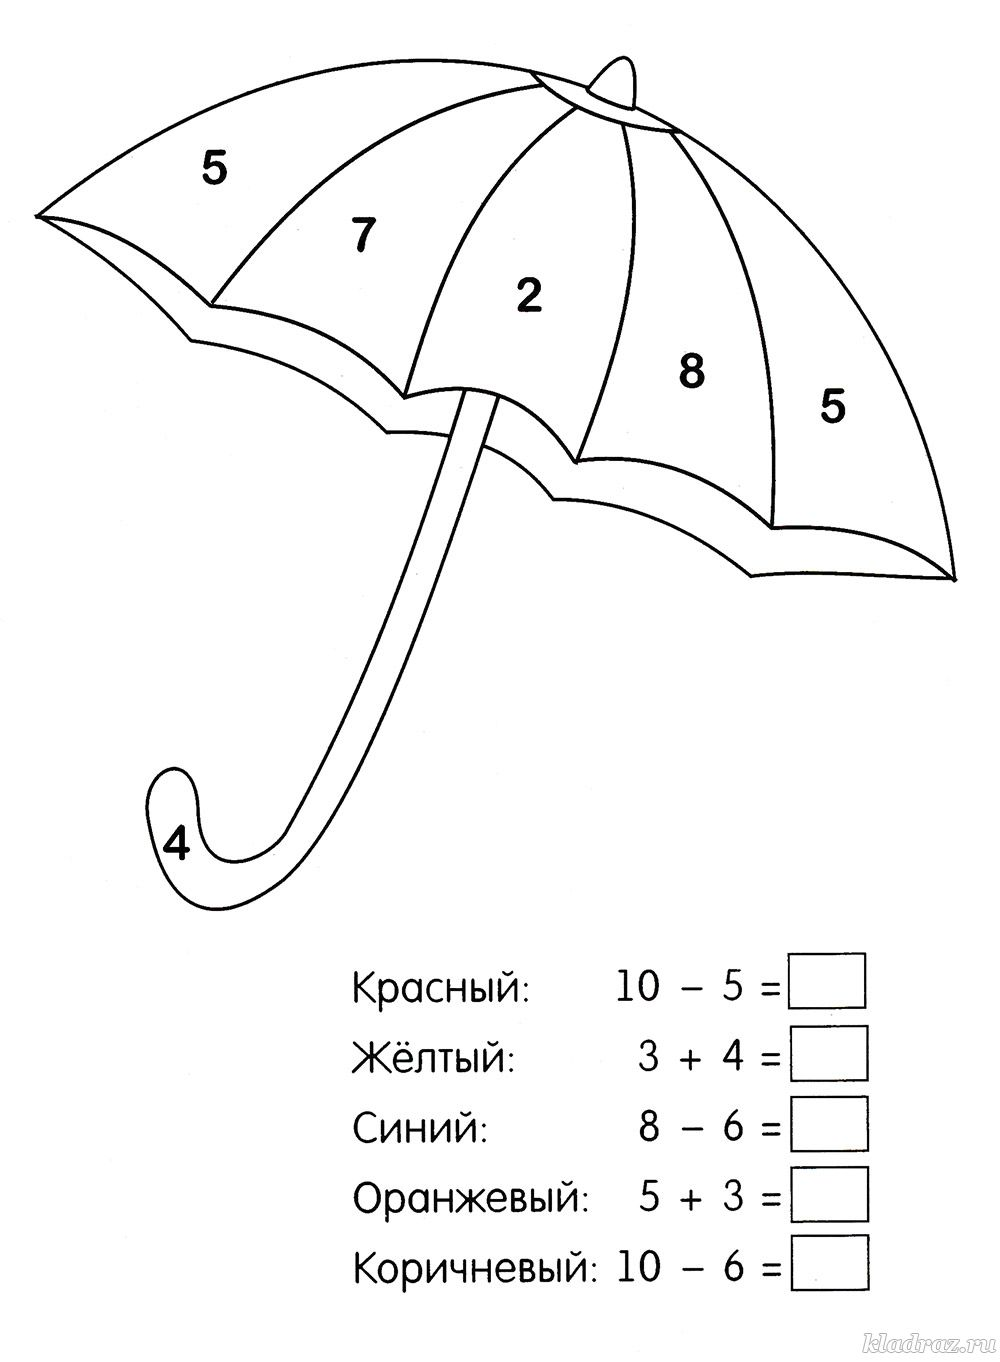 5
7
2
8
5
4
Красный: 10 – 5 =
Жёлтый: 3 + 4 =
Синий: 8 – 6 =
Оранжевый: 5 + 3 =
Коричневый: 10 – 6 =
kladraz.ru